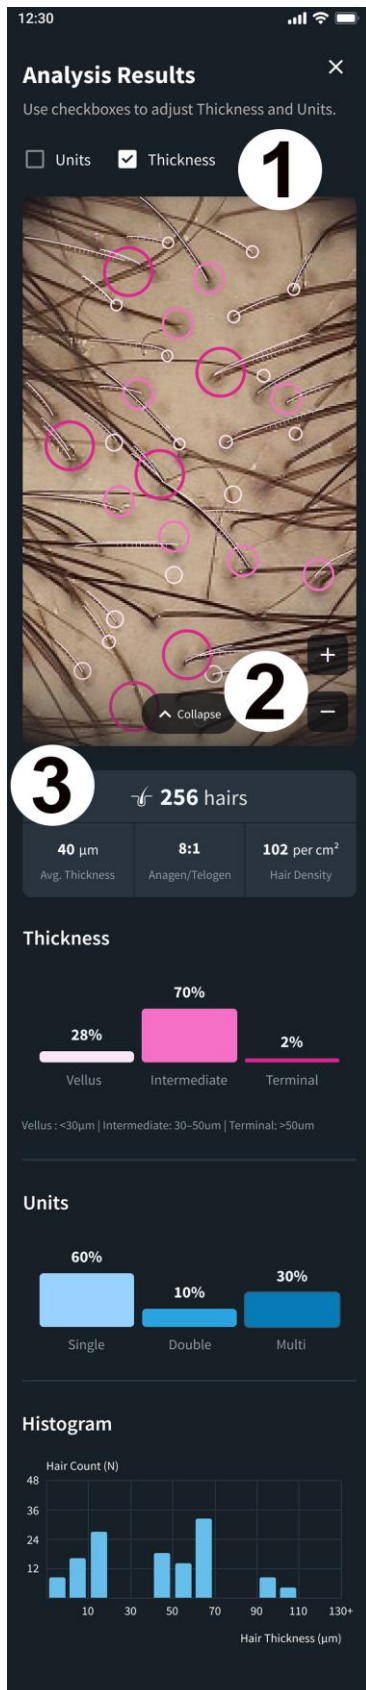 12:30
Analysis Results
Use checkboxes to adjust Thickness and Units.
Units Thickness
1
+
2
Collapse
−
3
256 hairs
40 μm 8:1 102 per cm²
Avg. Thickness Anagen/Telogen Hair Density
Thickness
70%
28%
2%
Vellus Intermediate Terminal
Vellus : <30μm | Intermediate: 30–50um | Terminal: >50um
Units
60%
30%
10%
Single Double Multi
Histogram
Hair Count (N)
48
36
24
12
10 30 50 70 90 110 130+
Hair Thickness (μm)